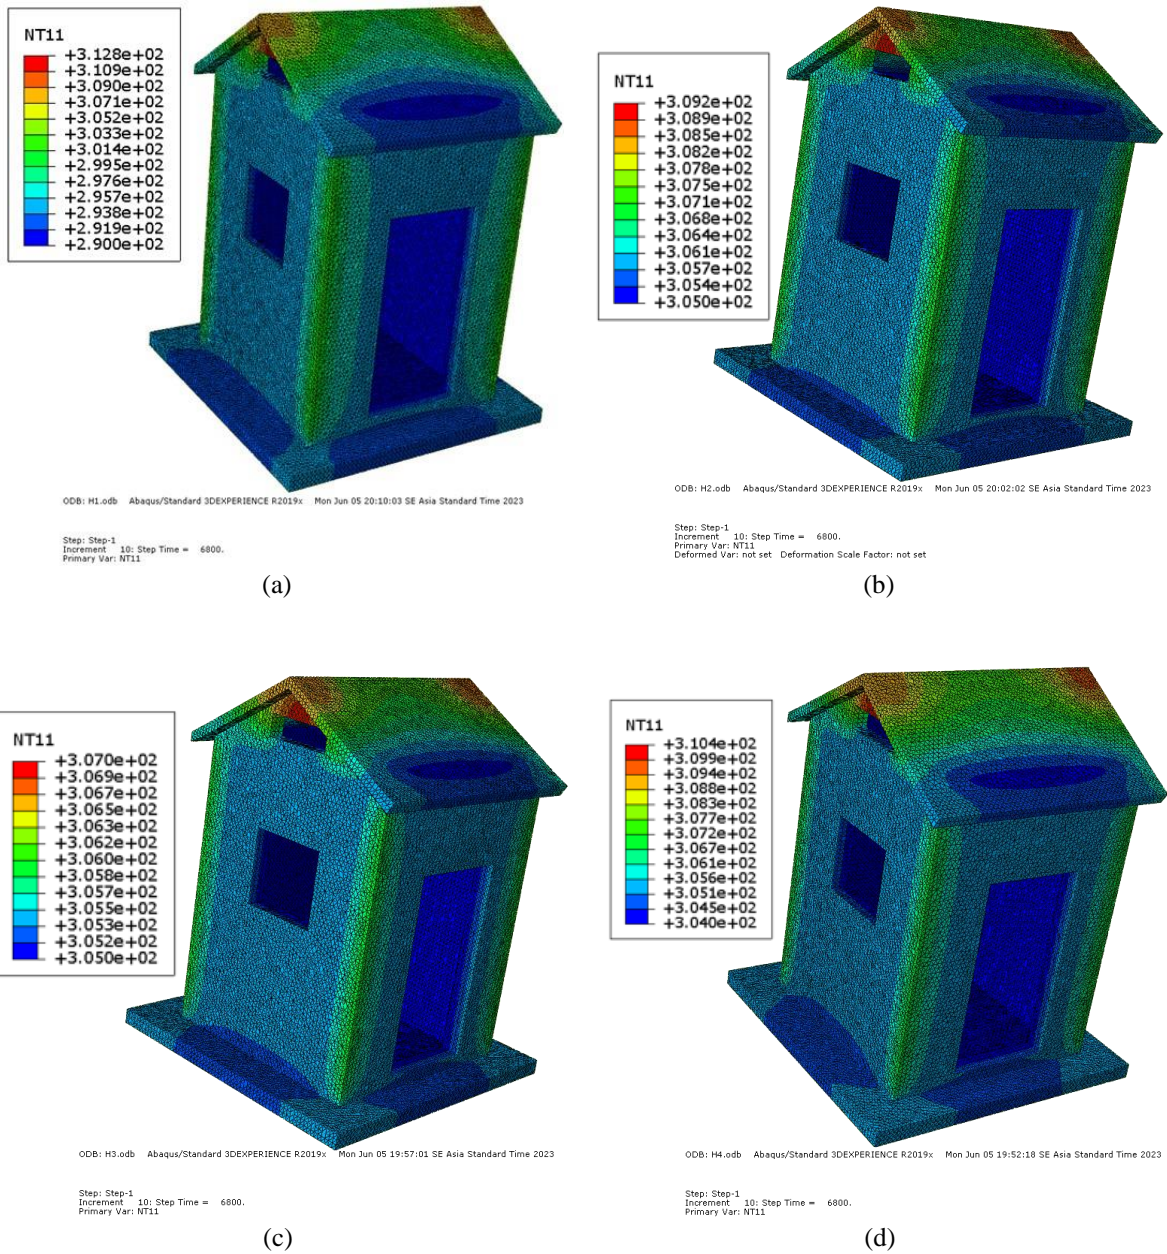 NT11
+3.128e+02
+3.109e+02
+3.090e+02
+3.071e+02
+3.052e+02
+3.033e+02
+3.014e+02
+2.995e+02
+2.976e+02
+2.957e+02
+2.938e+02
+2.919e+02
+2.900e+02
ODB: H1.odb Abaqus/Standard 3DEXPERIENCE R2019x Mon Jun 05 20:10:03 SE Asia Standard Time 2023
Step: Step-1
Increment 10: Step Time = 6800.
Primary Var: NT11
(a)
NT11
+3.092e+02
+3.089e+02
+3.085e+02
+3.082e+02
+3.078e+02
+3.075e+02
+3.071e+02
+3.068e+02
+3.064e+02
+3.061e+02
+3.057e+02
+3.054e+02
+3.050e+02
ODB: H2.odb Abaqus/Standard 3DEXPERIENCE R2019x Mon Jun 05 20:02:02 SE Asia Standard Time 2023
Step: Step-1
Increment 10: Step Time = 6800.
Primary Var: NT11
Deformed Var: not set Deformation Scale Factor: not set
(b)
NT11
+3.070e+02
+3.069e+02
+3.067e+02
+3.065e+02
+3.063e+02
+3.062e+02
+3.060e+02
+3.058e+02
+3.057e+02
+3.055e+02
+3.053e+02
+3.052e+02
+3.050e+02
ODB: H3.odb Abaqus/Standard 3DEXPERIENCE R2019x Mon Jun 05 19:57:01 SE Asia Standard Time 2023
Step: Step-1
Increment 10: Step Time = 6800.
Primary Var: NT11
(c)
NT11
+3.104e+02
+3.099e+02
+3.094e+02
+3.088e+02
+3.083e+02
+3.077e+02
+3.072e+02
+3.067e+02
+3.061e+02
+3.056e+02
+3.051e+02
+3.045e+02
+3.040e+02
ODB: H4.odb Abaqus/Standard 3DEXPERIENCE R2019x Mon Jun 05 19:52:18 SE Asia Standard Time 2023
Step: Step-1
Increment 10: Step Time = 6800.
Primary Var: NT11
(d)